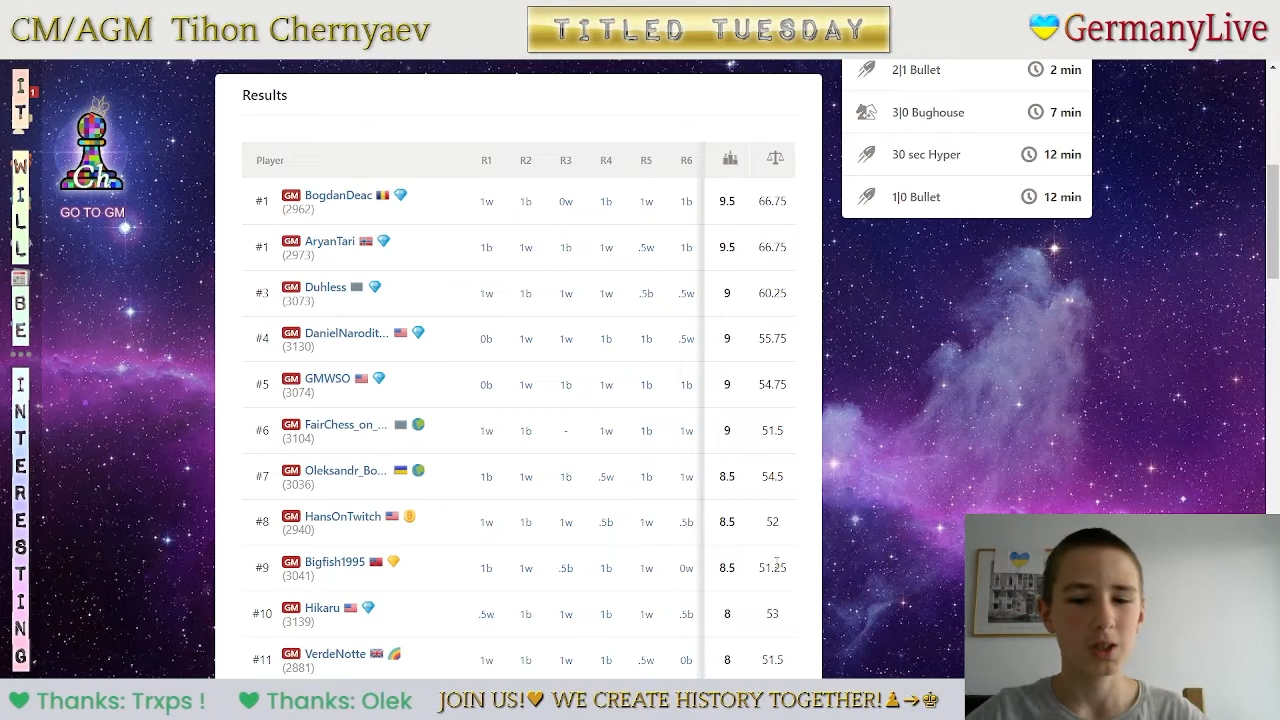 CM/AGM Tihon Chernyaev
TITLED TUESDAY
GermanyLive
IT
1
WILL
BE
INTERESTING
Ch
GO TO GM
Results
Player R1 R2 R3 R4 R5 R6
#1 GM BogdanDeac (2962) 1w 1b 0w 1b 1w 1b 9.5 66.75
#1 GM AryanTari (2973) 1b 1w 1b 1w .5w 1b 9.5 66.75
#3 GM Duhless (3073) 1w 1b 1w 1w .5b .5w 9 60.25
#4 GM DanielNarodit... (3130) 0b 1w 1w 1b 1b .5w 9 55.75
#5 GM GMWSO (3074) 0b 1w 1b 1w 1b 1b 9 54.75
#6 GM FairChess_on_... (3104) 1w 1b - 1w 1b 1w 9 51.5
#7 GM Oleksandr_Bo... (3036) 1b 1w 1b .5w 1b 1w 8.5 54.5
#8 GM HansOnTwitch (2940) 1w 1b 1w .5b 1w .5b 8.5 52
#9 GM Bigfish1995 (3041) 1b 1w .5b 1b 1w 0w 8.5 51.25
#10 GM Hikaru (3139) .5w 1b 1w 1b 1w .5b 8 53
#11 GM VerdeNotte (2881) 1w 1b 1w 1b .5w 0b 8 51.5
2|1 Bullet 2 min
3|0 Bughouse 7 min
30 sec Hyper 12 min
1|0 Bullet 12 min
Thanks: Trxps !
Thanks: Olek
JOIN US!🧡 WE CREATE HISTORY TOGETHER!♟→♚